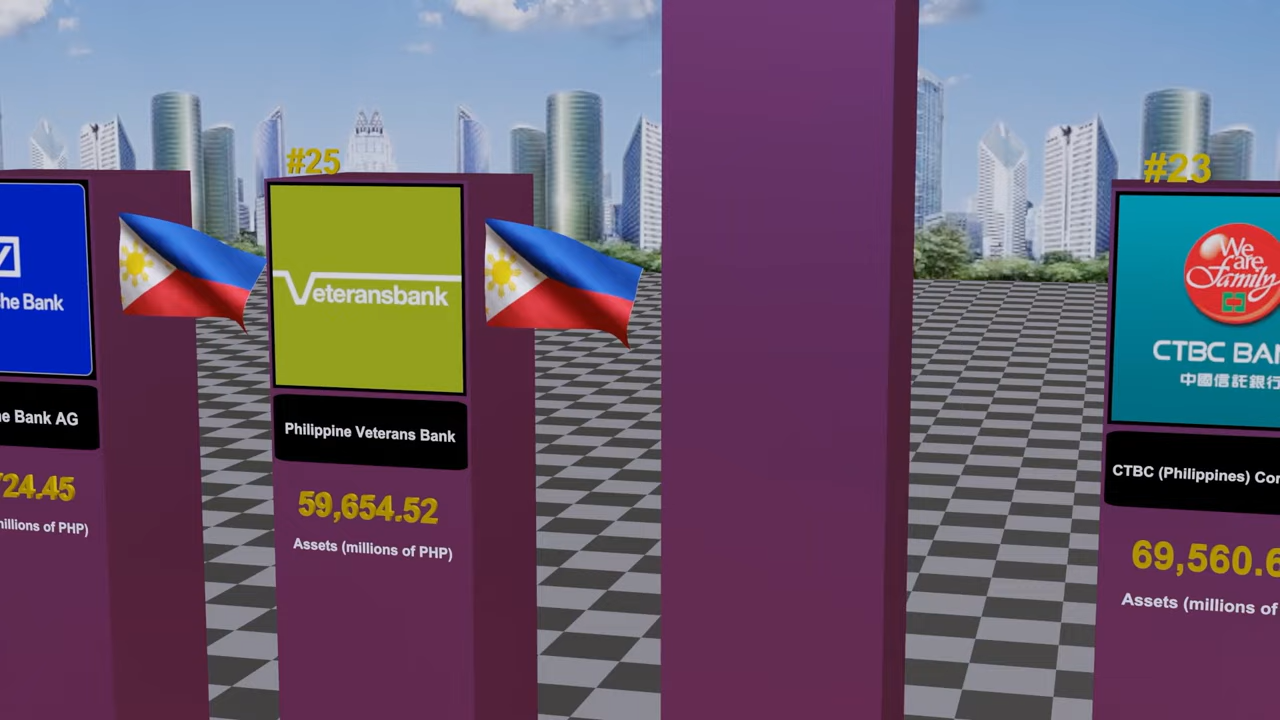 he Bank
e Bank AG
724.45
millions of PHP)
#25
Veteransbank
Philippine Veterans Bank
59,654.52
Assets (millions of PHP)
#23
We
are
Family
CTBC BAN
中國信託銀行
CTBC (Philippines) Cor
69,560.6
Assets (millions of